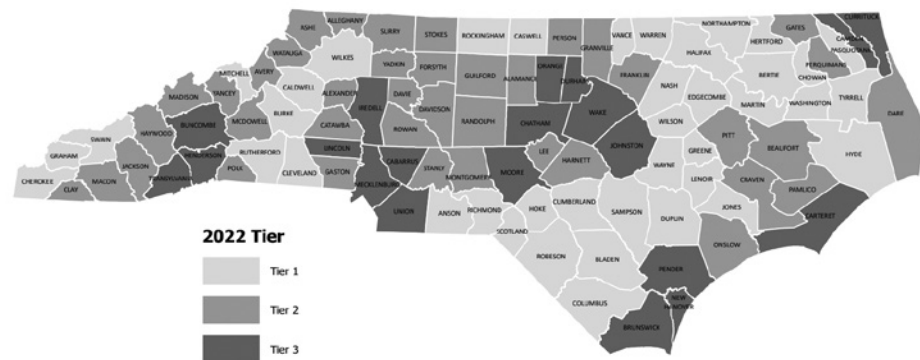 ASHE
ALLEGHANY
SURRY
STOKES
ROCKINGHAM
CASWELL
PERSON
GRANVILLE
VANCE
WARREN
NORTHAMPTON
HERTFORD
GATES
CURRITUCK
CAMDEN
PASQUOTANK
PERQUIMANS
CHOWAN
WATAUGA
WILKES
YADKIN
FORSYTH
GUILFORD
ALAMANCE
ORANGE
DURHAM
FRANKLIN
HALIFAX
BERTIE
MITCHELL
AVERY
CALDWELL
ALEXANDER
IREDELL
DAVIE
DAVIDSON
RANDOLPH
CHATHAM
WAKE
NASH
EDGECOMBE
MARTIN
WASHINGTON
TYRRELL
DARE
MADISON
YANCEY
MCDOWELL
BURKE
CATAWBA
ROWAN
JOHNSTON
WILSON
PITT
BEAUFORT
HYDE
SWAIN
HAYWOOD
BUNCOMBE
RUTHERFORD
LINCOLN
CABARRUS
STANLY
MONTGOMERY
MOORE
LEE
HARNETT
WAYNE
GREENE
LENOIR
CRAVEN
PAMLICO
GRAHAM
CHEROKEE
CLAY
MACON
JACKSON
TRANSYLVANIA
HENDERSON
POLK
CLEVELAND
GASTON
MECKLENBURG
UNION
ANSON
RICHMOND
SCOTLAND
HOKE
CUMBERLAND
SAMPSON
DUPLIN
JONES
CARTERET
ONSLOW
ROBESON
BLADEN
PENDER
COLUMBUS
NEW
HANOVER
BRUNSWICK
2022 Tier
Tier 1
Tier 2
Tier 3